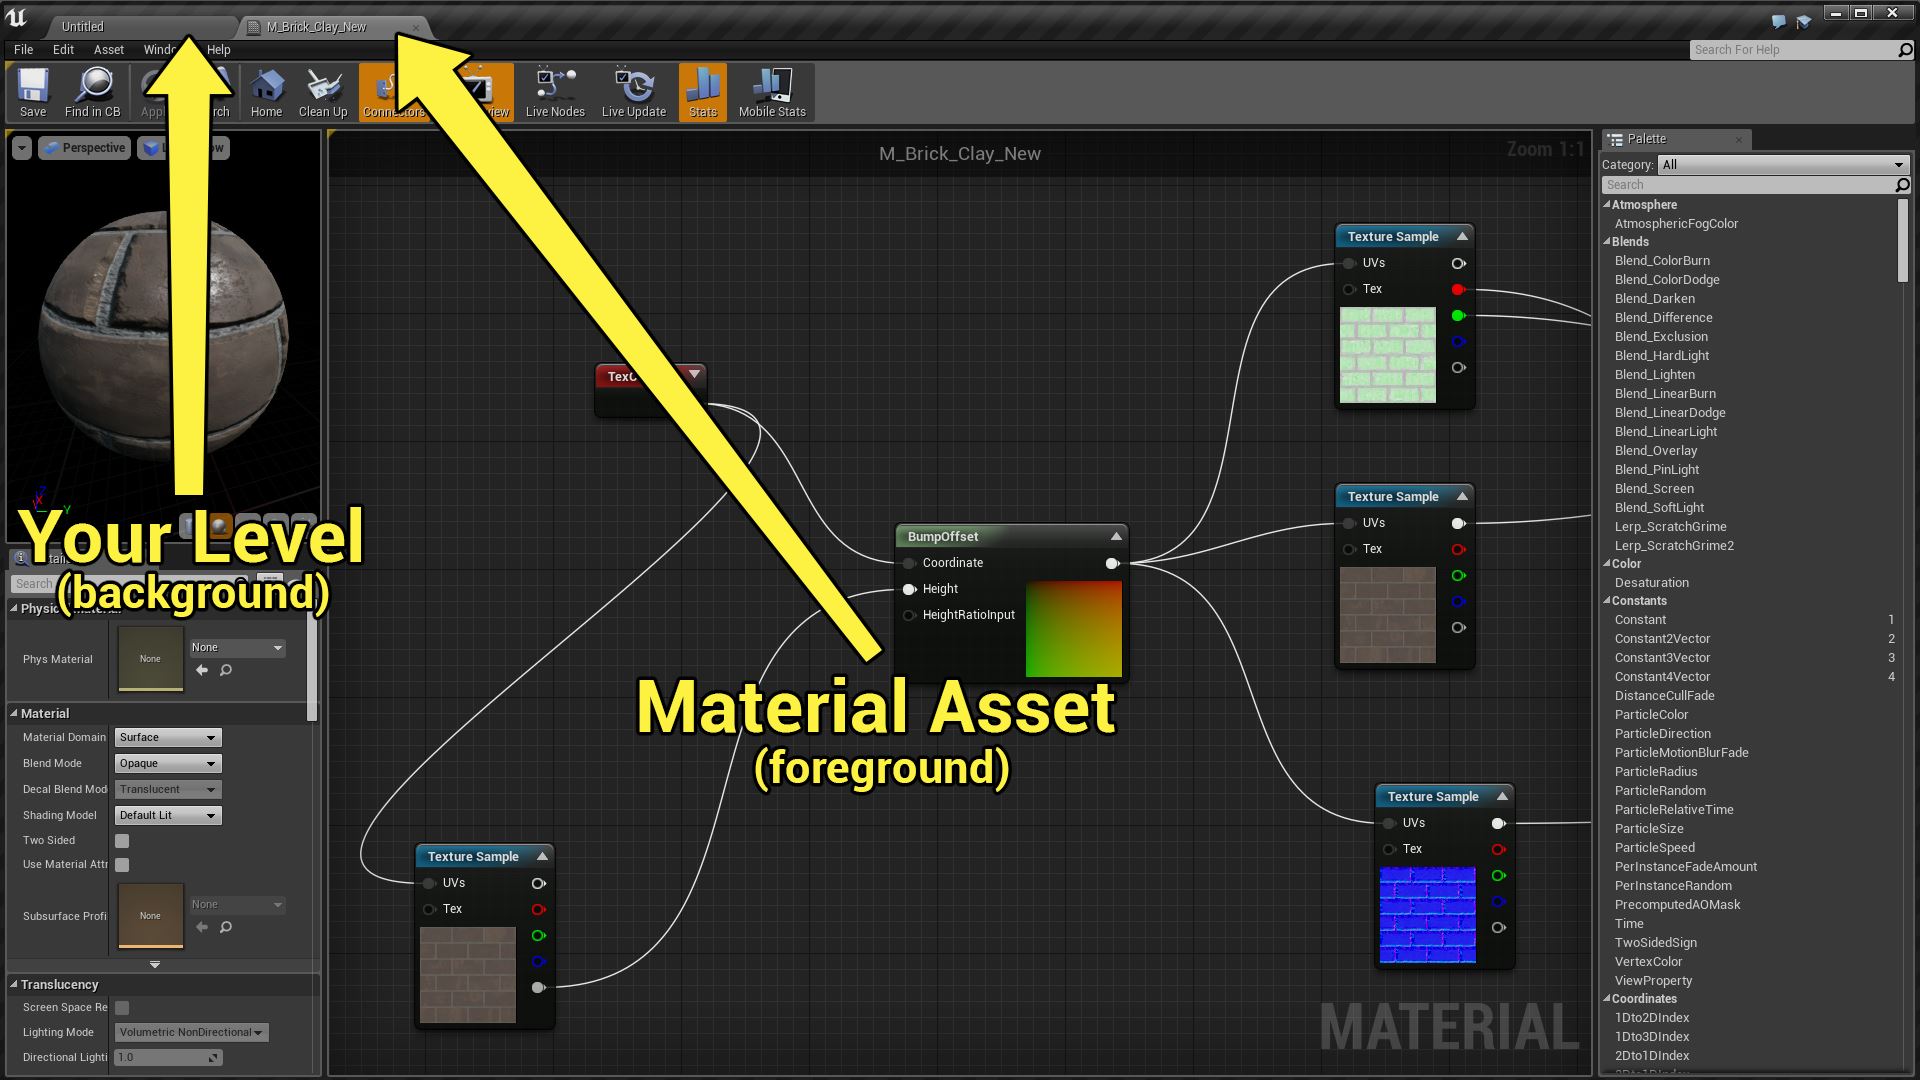 Untitled
M_Brick_Clay_New
File Edit Asset Help
Search For Help
Save
Find in CB
Home
Clean Up
Connectors
Live Nodes
Live Update
Stats
Mobile Stats
Perspective
M_Brick_Clay_New
Zoom 1:1
Palette
Category: All
Search
Atmosphere
AtmosphericFogColor
Blends
Blend_ColorBurn
Blend_ColorDodge
Blend_Darken
Blend_Difference
Blend_Exclusion
Blend_HardLight
Blend_Lighten
Blend_LinearBurn
Blend_LinearDodge
Blend_LinearLight
Blend_Overlay
Blend_PinLight
Blend_Screen
Blend_SoftLight
Lerp_ScratchGrime
Lerp_ScratchGrime2
Color
Desaturation
Constants
Constant 1
Constant2Vector 2
Constant3Vector 3
Constant4Vector 4
DistanceCullFade
ParticleColor
ParticleDirection
ParticleMotionBlurFade
ParticleRadius
ParticleRandom
ParticleRelativeTime
ParticleSize
ParticleSpeed
PerInstanceFadeAmount
PerInstanceRandom
PrecomputedAOMask
Time
TwoSidedSign
VertexColor
ViewProperty
Coordinates
1Dto2DIndex
1Dto3DIndex
2Dto1DIndex
Texture Sample
UVs
Tex
Texture Sample
UVs
Tex
BumpOffset
Coordinate
Height
HeightRatioInput
Texture Sample
UVs
Tex
Texture Sample
UVs
Tex
MATERIAL
Your Level
(background)
Material Asset
(foreground)
X
Y
Z
Search
Phys Material
None
None
Material
Material Domain Surface
Blend Mode Opaque
Decal Blend Mod Translucent
Shading Model Default Lit
Two Sided
Use Material Attr
Subsurface Profi
None
None
Translucency
Screen Space Re
Lighting Mode Volumetric NonDirectional
Directional Lighti 1.0